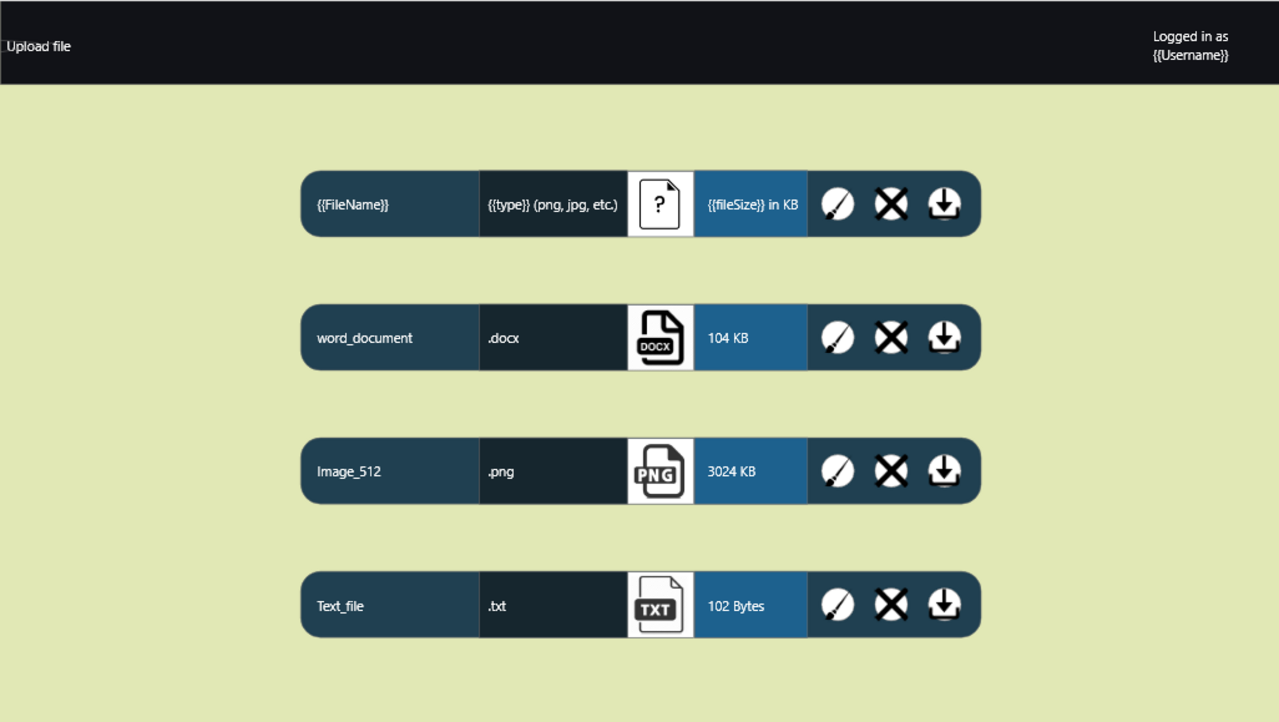 Upload file
Logged in as
{{Username}}
{{FileName}} {{type}} (png, jpg, etc.) ? {{fileSize}} in KB
word_document .docx DOCX 104 KB
Image_512 .png PNG 3024 KB
Text_file .txt TXT 102 Bytes